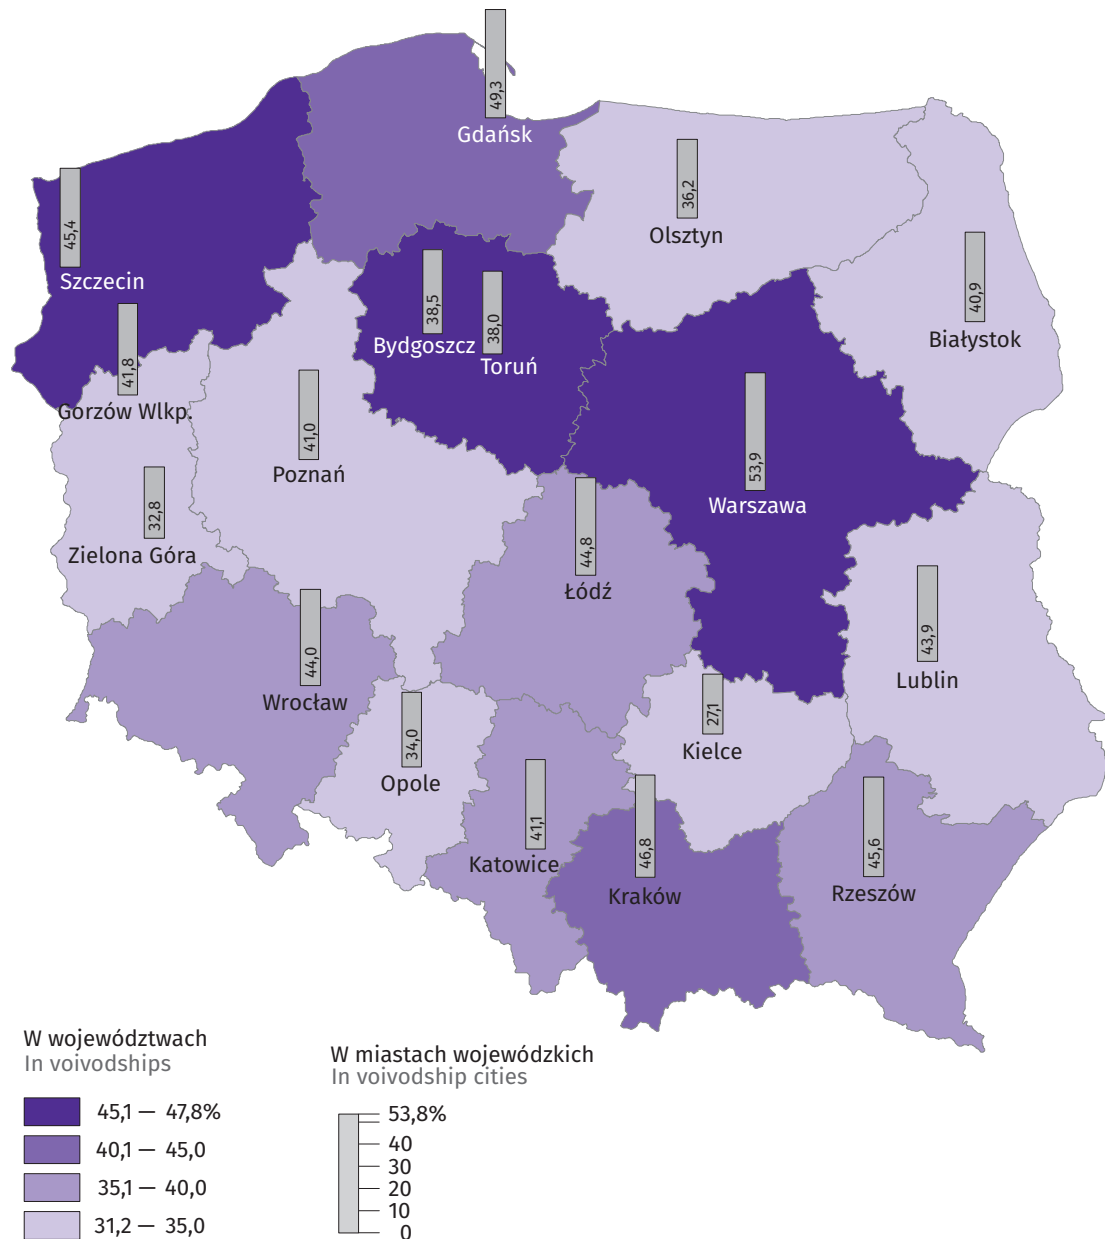 49,3
Gdańsk
36,2
Olsztyn
45,4
Szczecin
40,9
Białystok
38,5
Bydgoszcz
38,0
Toruń
41,8
Gorzów Wlkp.
41,0
Poznań
53,9
Warszawa
32,8
Zielona Góra
44,8
Łódź
43,9
Lublin
44,0
Wrocław
27,1
Kielce
34,0
Opole
41,1
Katowice
46,8
Kraków
45,6
Rzeszów
W województwach
In voivodships
45,1 — 47,8%
40,1 — 45,0
35,1 — 40,0
31,2 — 35,0
W miastach wojewódzkich
In voivodship cities
53,8%
40
30
20
10
0